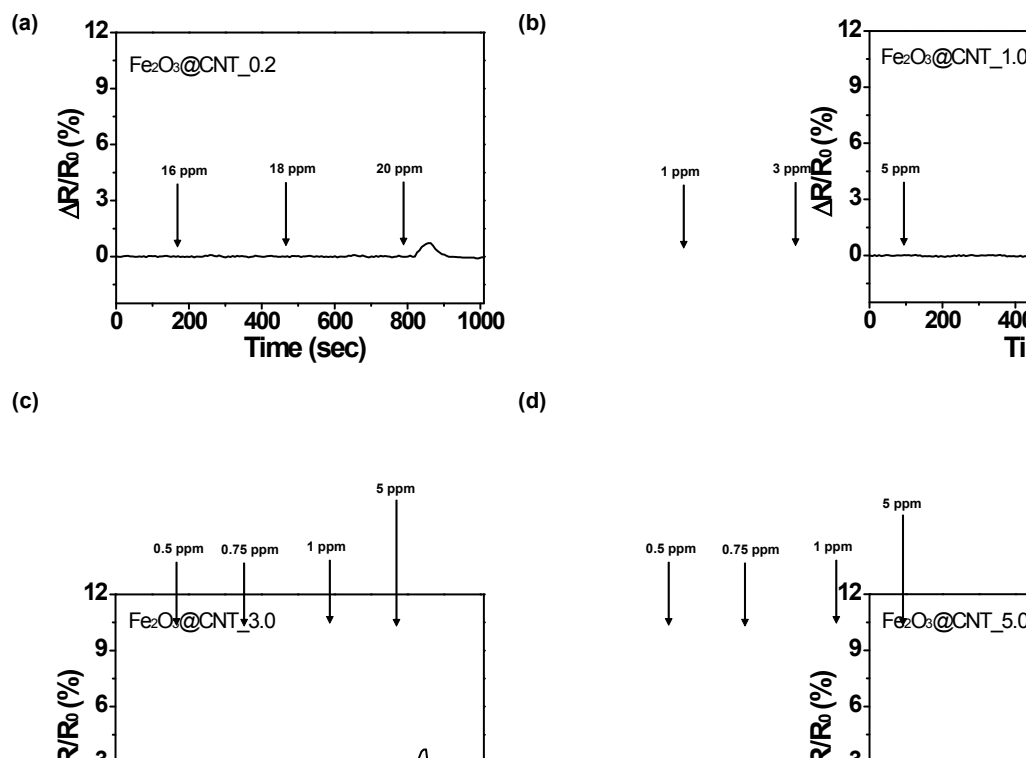 (a)
12
Fe₂O₃@CNT_0.2
9
6
3
0
ΔR/R₀ (%)
16 ppm
18 ppm
20 ppm
0 200 400 600 800 1000
Time (sec)
(b)
12
Fe₂O₃@CNT_1.0
9
6
3
0
ΔR/R₀ (%)
1 ppm
3 ppm
5 ppm
0 200 400
Ti
(c)
5 ppm
0.5 ppm
0.75 ppm
1 ppm
12
Fe₂O₃@CNT_3.0
9
6
3
R/R₀ (%)
(d)
5 ppm
0.5 ppm
0.75 ppm
1 ppm
12
Fe₂O₃@CNT_5.0
9
6
3
R/R₀ (%)